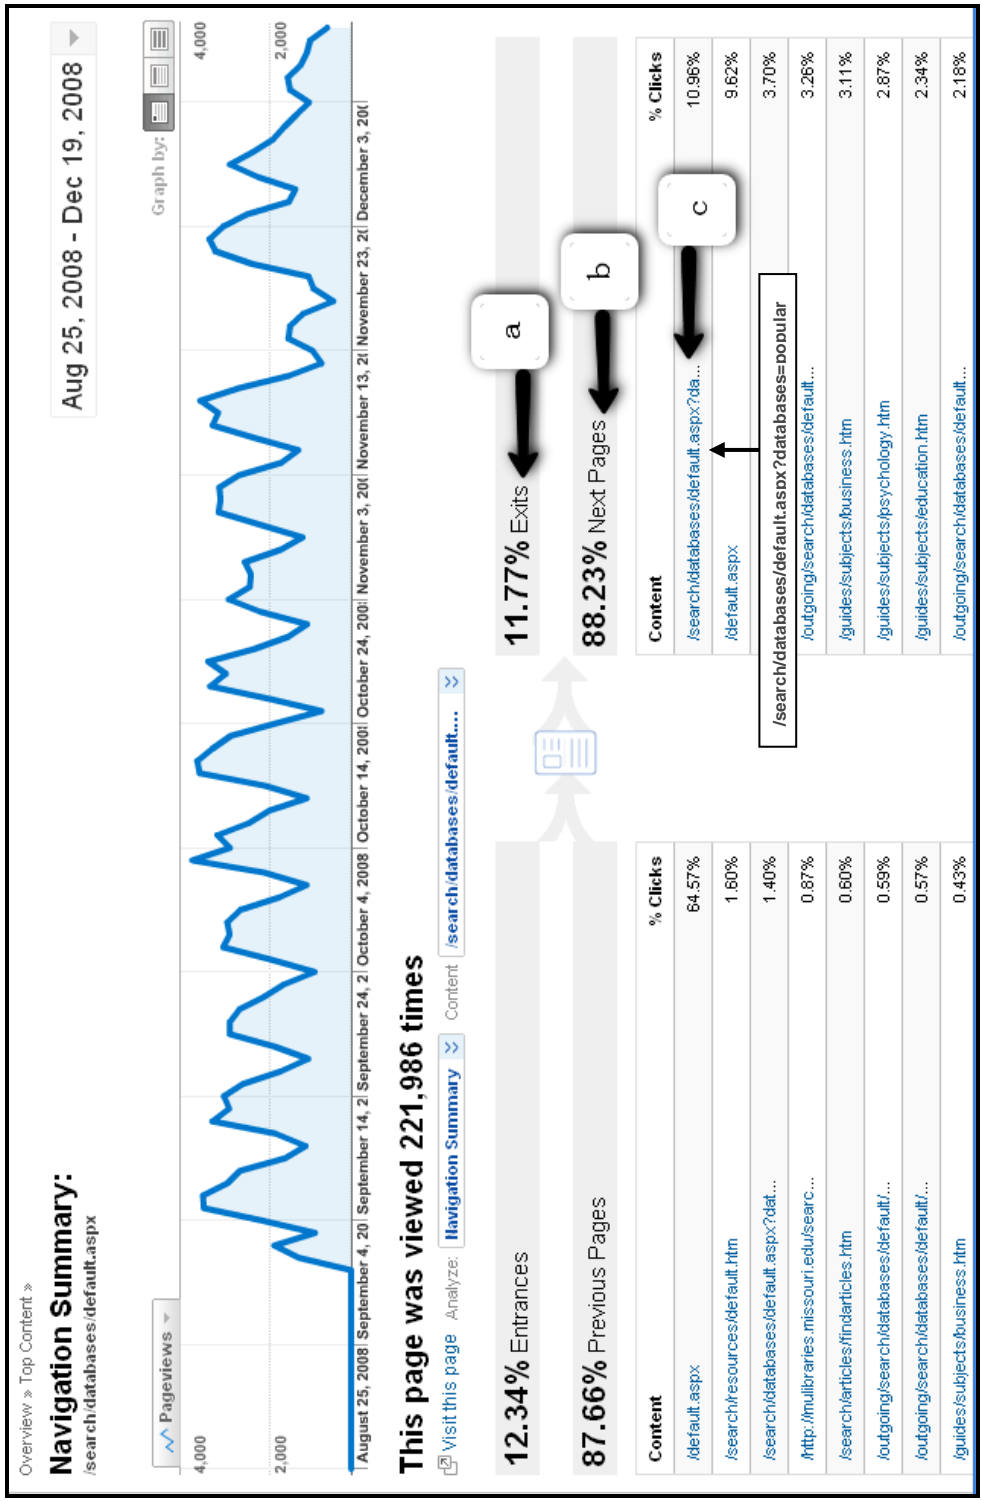 Overview » Top Content »
Navigation Summary:
/search/databases/default.aspx
Aug 25, 2008 - Dec 19, 2008
Pageviews
Graph by:
4,000
4,000
2,000
2,000
August 25, 2008
September 4, 20
September 14, 2
September 24, 2
October 4, 2008
October 14, 200
October 24, 200
November 3, 20
November 13, 2
November 23, 2
December 3, 20
This page was viewed 221,986 times
Visit this page Analyze: Navigation Summary Content /search/databases/default....
12.34% Entrances
11.77% Exits
a
87.66% Previous Pages
88.23% Next Pages
b
Content % Clicks
/default.aspx 64.57%
/search/resources/default.htm 1.60%
/search/databases/default.aspx?dat... 1.40%
/http://mulibraries.missouri.edu/searc... 0.87%
/search/articles/findarticles.htm 0.60%
/outgoing/search/databases/default/... 0.59%
/outgoing/search/databases/default/... 0.57%
/guides/subjects/business.htm 0.43%
Content % Clicks
/search/databases/default.aspx?da... 10.96%
c
/default.aspx 9.62%
3.70%
/search/databases/default.aspx?databases=popular
/outgoing/search/databases/default... 3.26%
/guides/subjects/business.htm 3.11%
/guides/subjects/psychology.htm 2.87%
/guides/subjects/education.htm 2.34%
/outgoing/search/databases/default... 2.18%